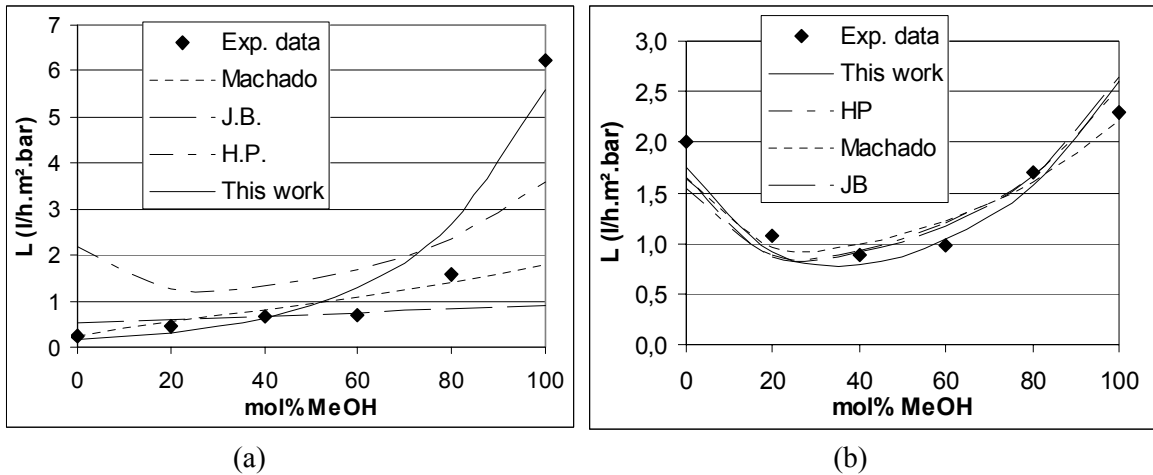 7
6
5
4
3
2
1
0
L (l/h.m².bar)
Exp. data
Machado
J.B.
H.P.
This work
0 20 40 60 80 100
mol% MeOH
(a)
3,0
2,5
2,0
1,5
1,0
0,5
0,0
L (l/h.m².bar)
Exp. data
This work
HP
Machado
JB
0 20 40 60 80 100
mol% MeOH
(b)